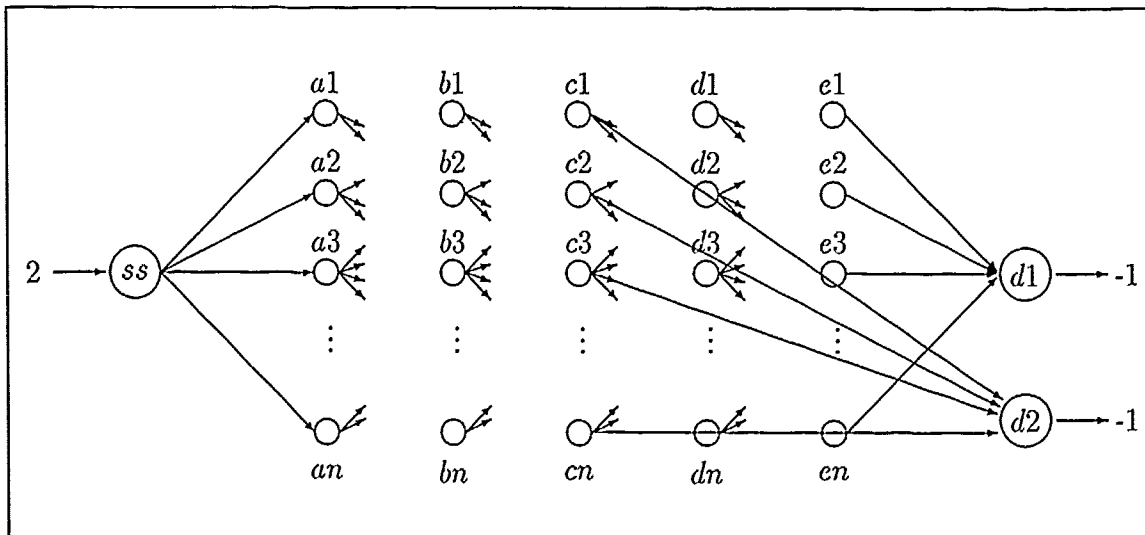 a1 b1 c1 d1 e1
a2 b2 c2 d2 e2
a3 b3 c3 d3 e3
2 ss d1 -1
⋮ ⋮ ⋮ ⋮ ⋮
d2 -1
an bn cn dn en